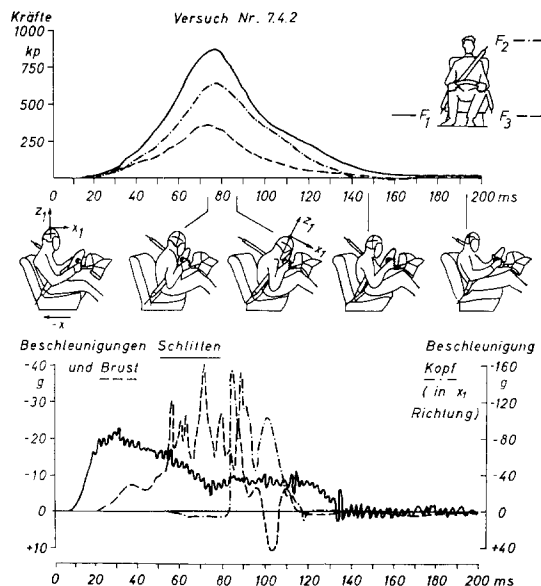 Kräfte
Versuch Nr. 7.4.2
1000
kp
750
500
250
F2
F1
F3
0 20 40 60 80 100 120 140 160 180 200 ms
z1
x1
-x
z1
x1
Beschleunigungen
und Brust
Schlitten
Beschleunigung
Kopf
( in x1
Richtung)
-40
g
-30
-20
-10
0
+10
-160
g
-120
-80
-40
0
+40
0 20 40 60 80 100 120 140 160 180 200 ms